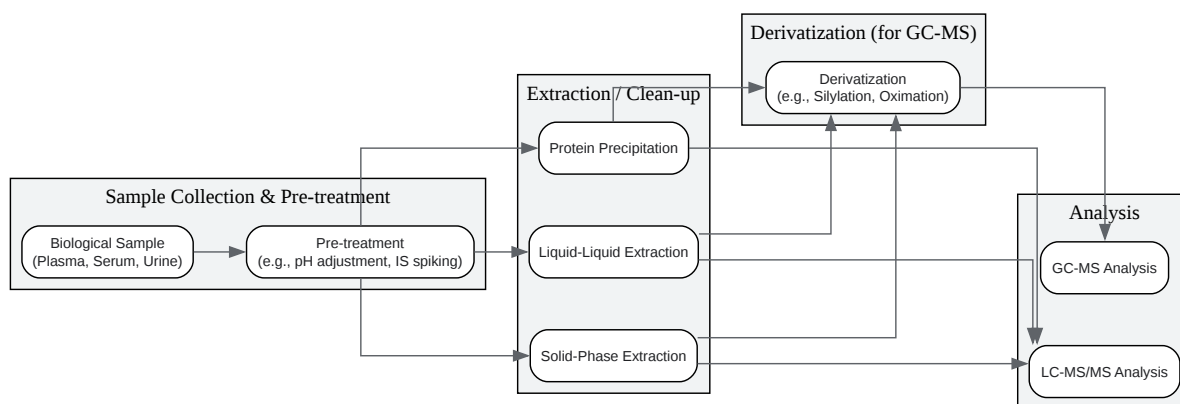 Sample Collection & Pre-treatment
Biological Sample
(Plasma, Serum, Urine)
Pre-treatment
(e.g., pH adjustment, IS spiking)
Extraction / Clean-up
Protein Precipitation
Liquid-Liquid Extraction
Solid-Phase Extraction
Derivatization (for GC-MS)
Derivatization
(e.g., Silylation, Oximation)
Analysis
GC-MS Analysis
LC-MS/MS Analysis